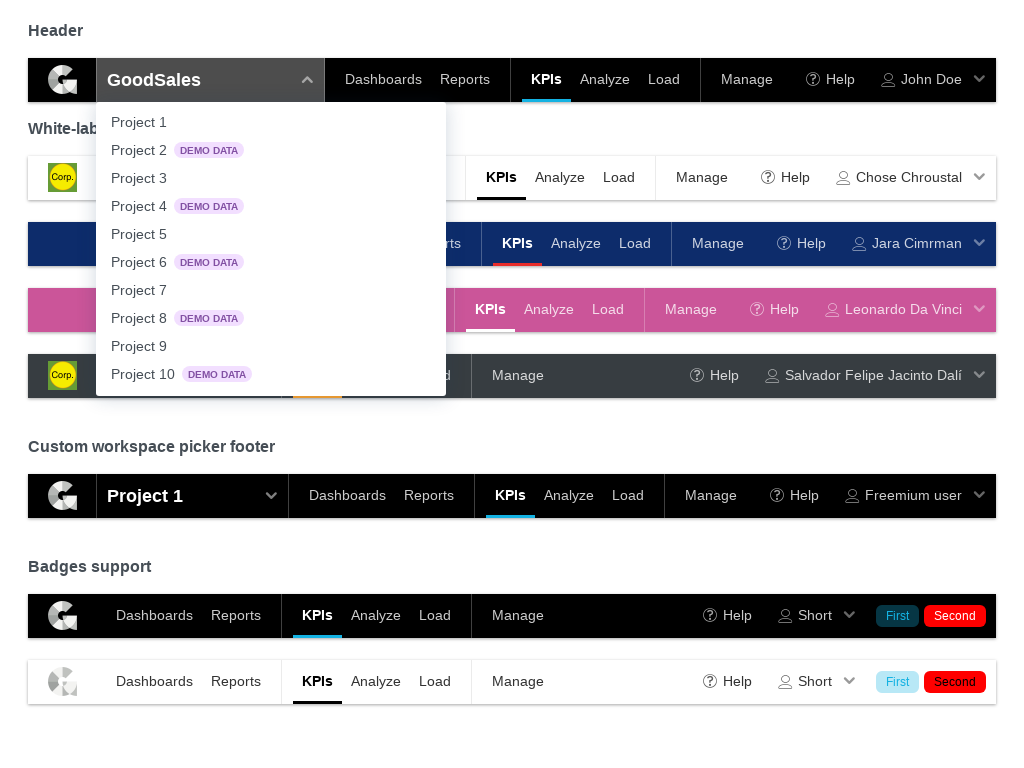 Header
GoodSales Dashboards Reports KPIs Analyze Load Manage Help John Doe
White-lab
Project 1
Project 2 DEMO DATA
Project 3
Project 4 DEMO DATA
Project 5
Project 6 DEMO DATA
Project 7
Project 8 DEMO DATA
Project 9
Project 10 DEMO DATA
Corp. KPIs Analyze Load Manage Help Chose Chroustal
rts KPIs Analyze Load Manage Help Jara Cimrman
KPIs Analyze Load Manage Help Leonardo Da Vinci
Corp. d Manage Help Salvador Felipe Jacinto Dalí
Custom workspace picker footer
Project 1 Dashboards Reports KPIs Analyze Load Manage Help Freemium user
Badges support
Dashboards Reports KPIs Analyze Load Manage Help Short First Second
Dashboards Reports KPIs Analyze Load Manage Help Short First Second